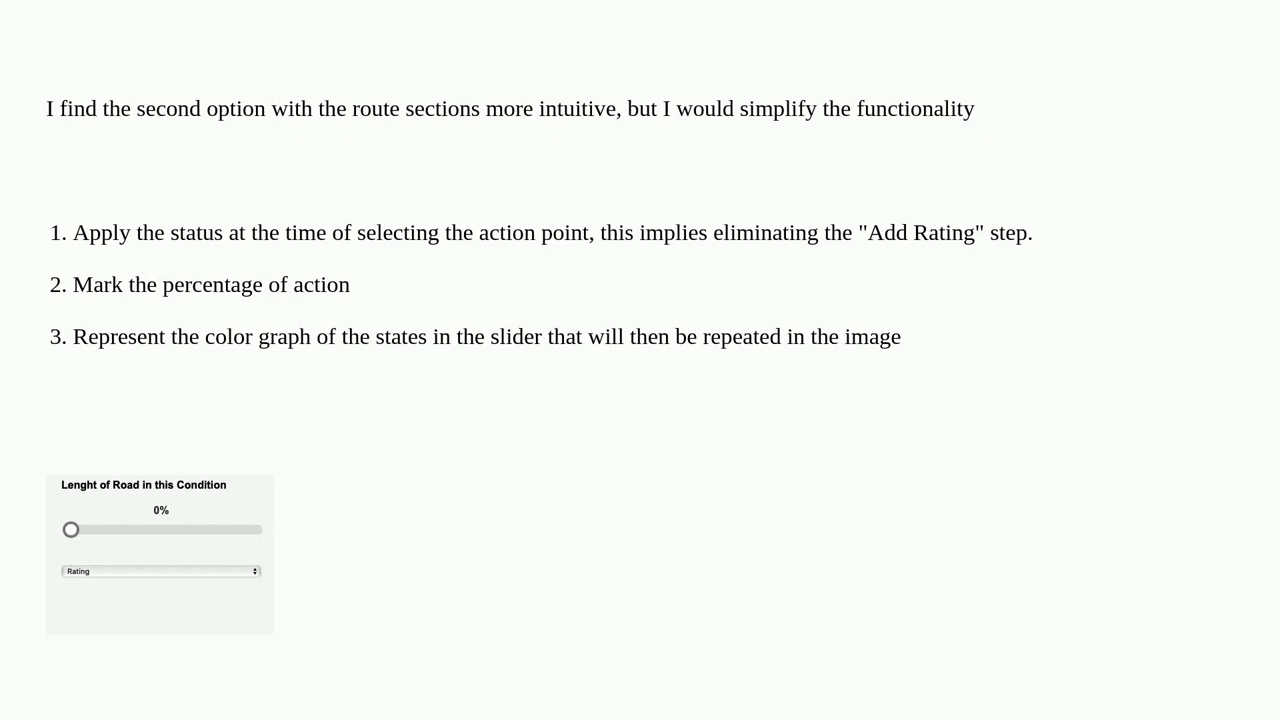 I find the second option with the route sections more intuitive, but I would simplify the functionality
1. Apply the status at the time of selecting the action point, this implies eliminating the "Add Rating" step.
2. Mark the percentage of action
3. Represent the color graph of the states in the slider that will then be repeated in the image
Lenght of Road in this Condition
0%
Rating